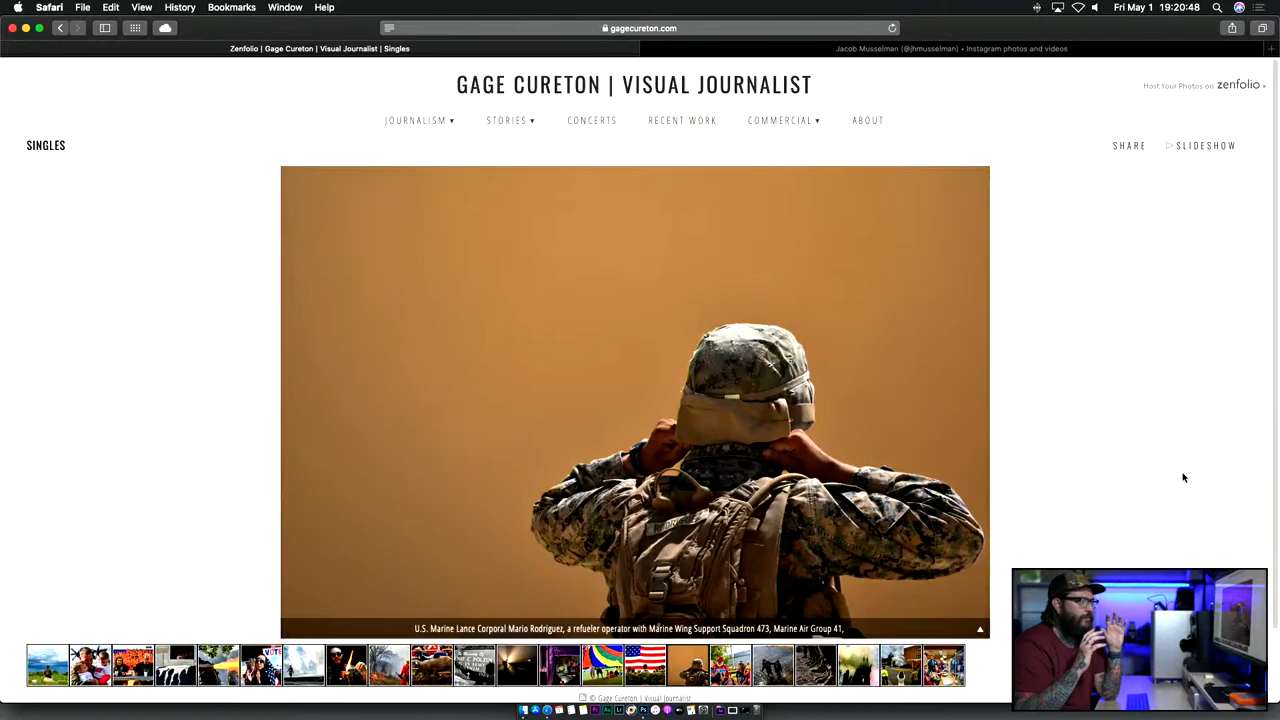 Safari File Edit View History Bookmarks Window Help
Fri May 1 19:20:48
gagecureton.com
Zenfolio | Gage Cureton | Visual Journalist | Singles
Jacob Musselman (@jhmusselman) • Instagram photos and videos
GAGE CURETON | VISUAL JOURNALIST
Host Your Photos on zenfolio »
JOURNALISM ▾ STORIES ▾ CONCERTS RECENT WORK COMMERCIAL ▾ ABOUT
SINGLES
SHARE SLIDESHOW
U.S. Marine Lance Corporal Mario Rodriguez, a refueler operator with Marine Wing Support Squadron 473, Marine Air Group 41,
© Gage Cureton | Visual Journalist